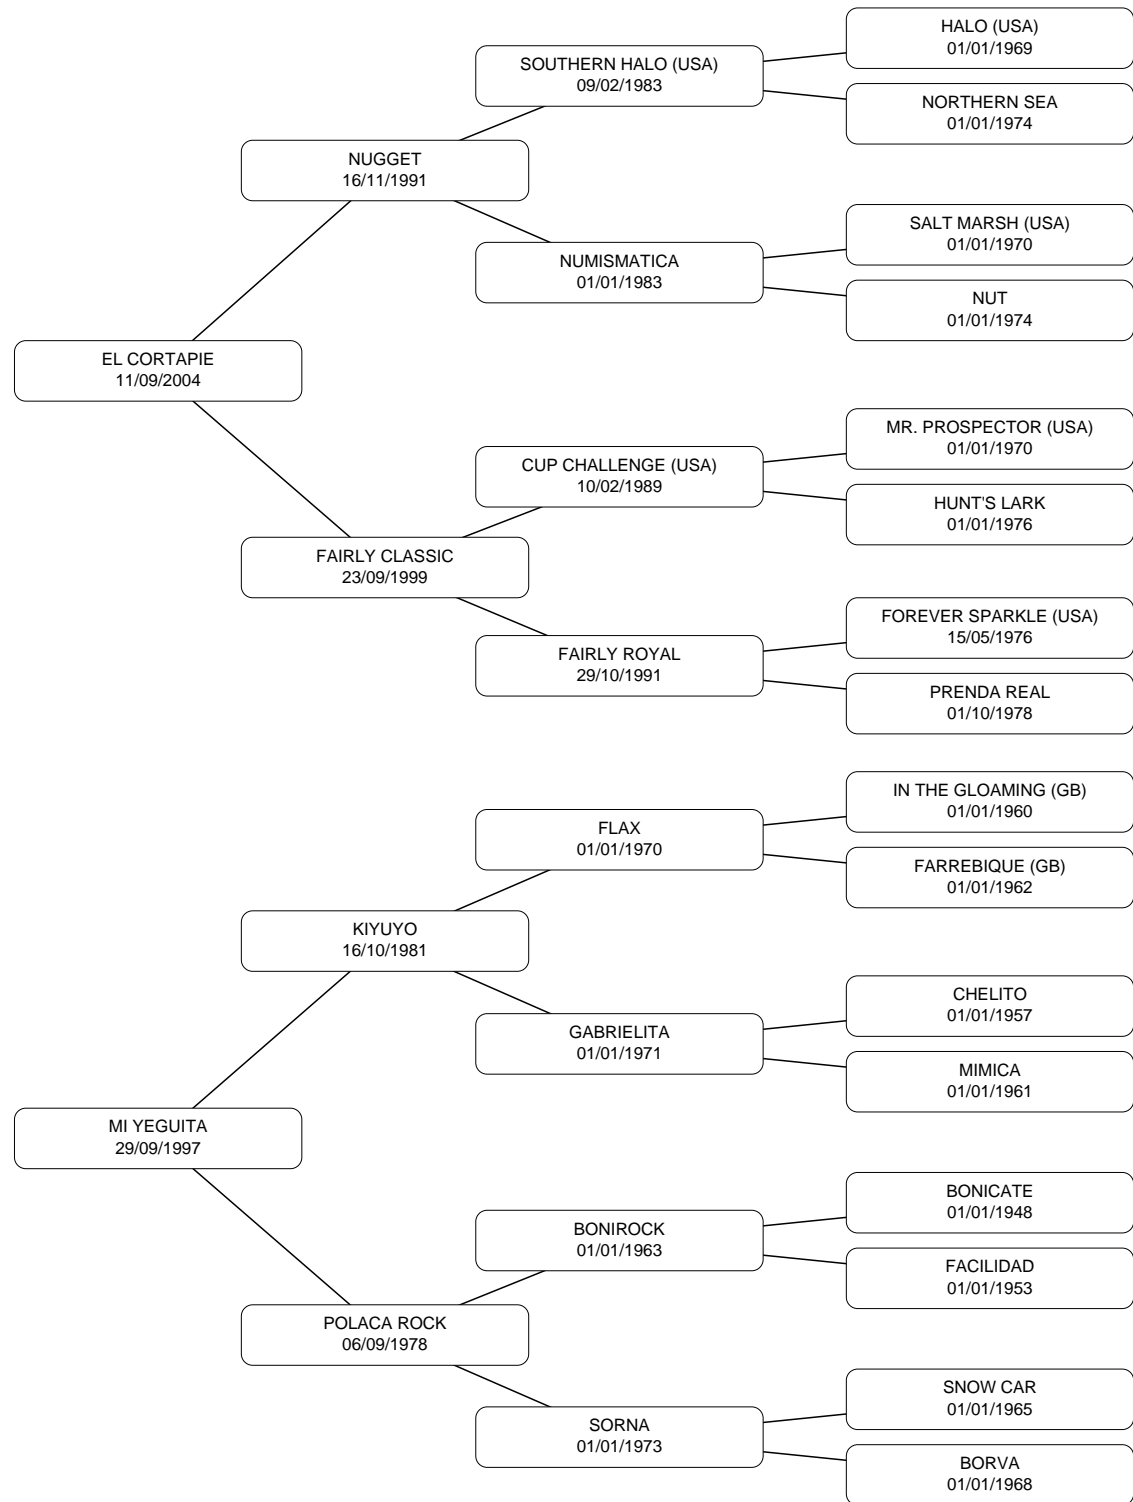 HALO (USA)
01/01/1969
SOUTHERN HALO (USA)
09/02/1983
NORTHERN SEA
01/01/1974
NUGGET
16/11/1991
SALT MARSH (USA)
01/01/1970
NUMISMATICA
01/01/1983
NUT
01/01/1974
EL CORTAPIE
11/09/2004
MR. PROSPECTOR (USA)
01/01/1970
CUP CHALLENGE (USA)
10/02/1989
HUNT'S LARK
01/01/1976
FAIRLY CLASSIC
23/09/1999
FOREVER SPARKLE (USA)
15/05/1976
FAIRLY ROYAL
29/10/1991
PRENDA REAL
01/10/1978
IN THE GLOAMING (GB)
01/01/1960
FLAX
01/01/1970
FARREBIQUE (GB)
01/01/1962
KIYUYO
16/10/1981
CHELITO
01/01/1957
GABRIELITA
01/01/1971
MIMICA
01/01/1961
MI YEGUITA
29/09/1997
BONICATE
01/01/1948
BONIROCK
01/01/1963
FACILIDAD
01/01/1953
POLACA ROCK
06/09/1978
SNOW CAR
01/01/1965
SORNA
01/01/1973
BORVA
01/01/1968